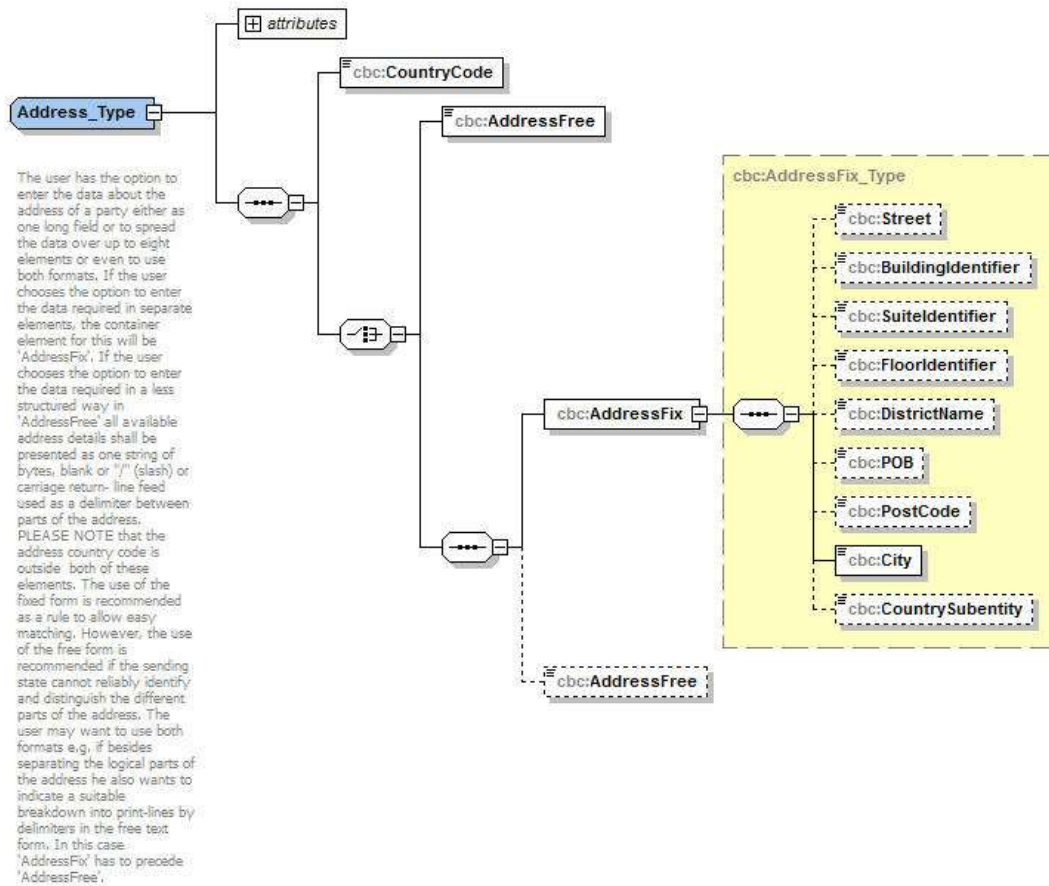 attributes
cbc:CountryCode
Address_Type
cbc:AddressFree
The user has the option to
enter the data about the
address of a party either as
one long field or to spread
the data over up to eight
elements or even to use
both formats. If the user
chooses the option to enter
the data required in separate
elements, the container
element for this will be
'AddressFix'. If the user
chooses the option to enter
the data required in a less
structured way in
'AddressFree' all available
address details shall be
presented as one string of
bytes, blank or "/" (slash) or
carriage return- line feed
used as a delimiter between
parts of the address.
PLEASE NOTE that the
address country code is
outside both of these
elements. The use of the
fixed form is recommended
as a rule to allow easy
matching. However, the use
of the free form is
recommended if the sending
state cannot reliably identify
and distinguish the different
parts of the address. The
user may want to use both
formats e.g. if besides
separating the logical parts of
the address he also wants to
indicate a suitable
breakdown into print-lines by
delimiters in the free text
form. In this case
'AddressFix' has to precede
'AddressFree'.
cbc:AddressFix_Type
cbc:Street
cbc:BuildingIdentifier
cbc:SuiteIdentifier
cbc:FloorIdentifier
cbc:AddressFix
cbc:DistrictName
cbc:POB
cbc:PostCode
cbc:City
cbc:CountrySubentity
cbc:AddressFree